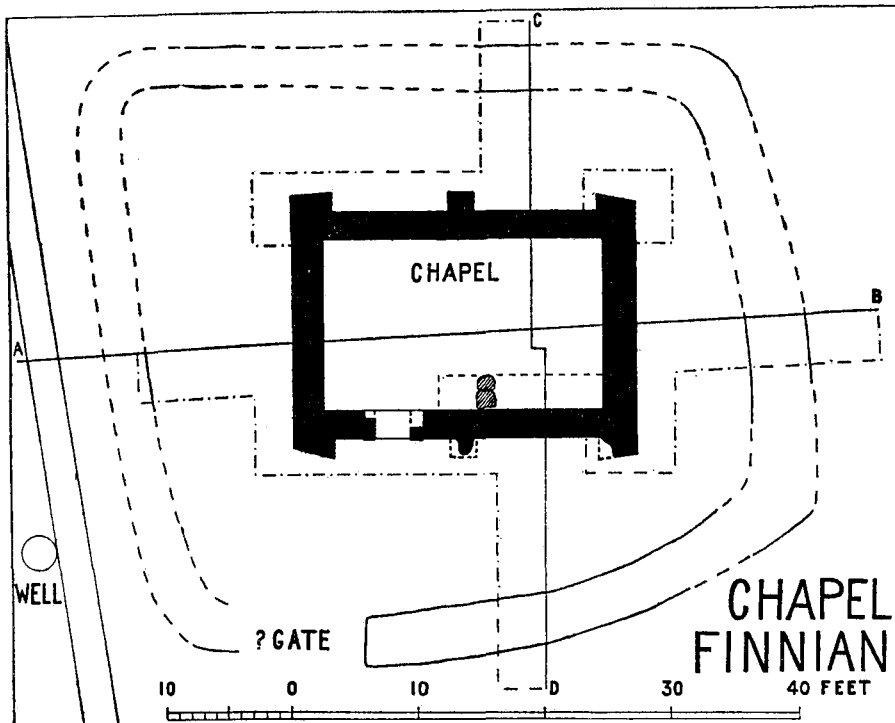 C
CHAPEL
A
B
WELL
? GATE
CHAPEL
FINNIAN
10 0 10 D 30 40 FEET